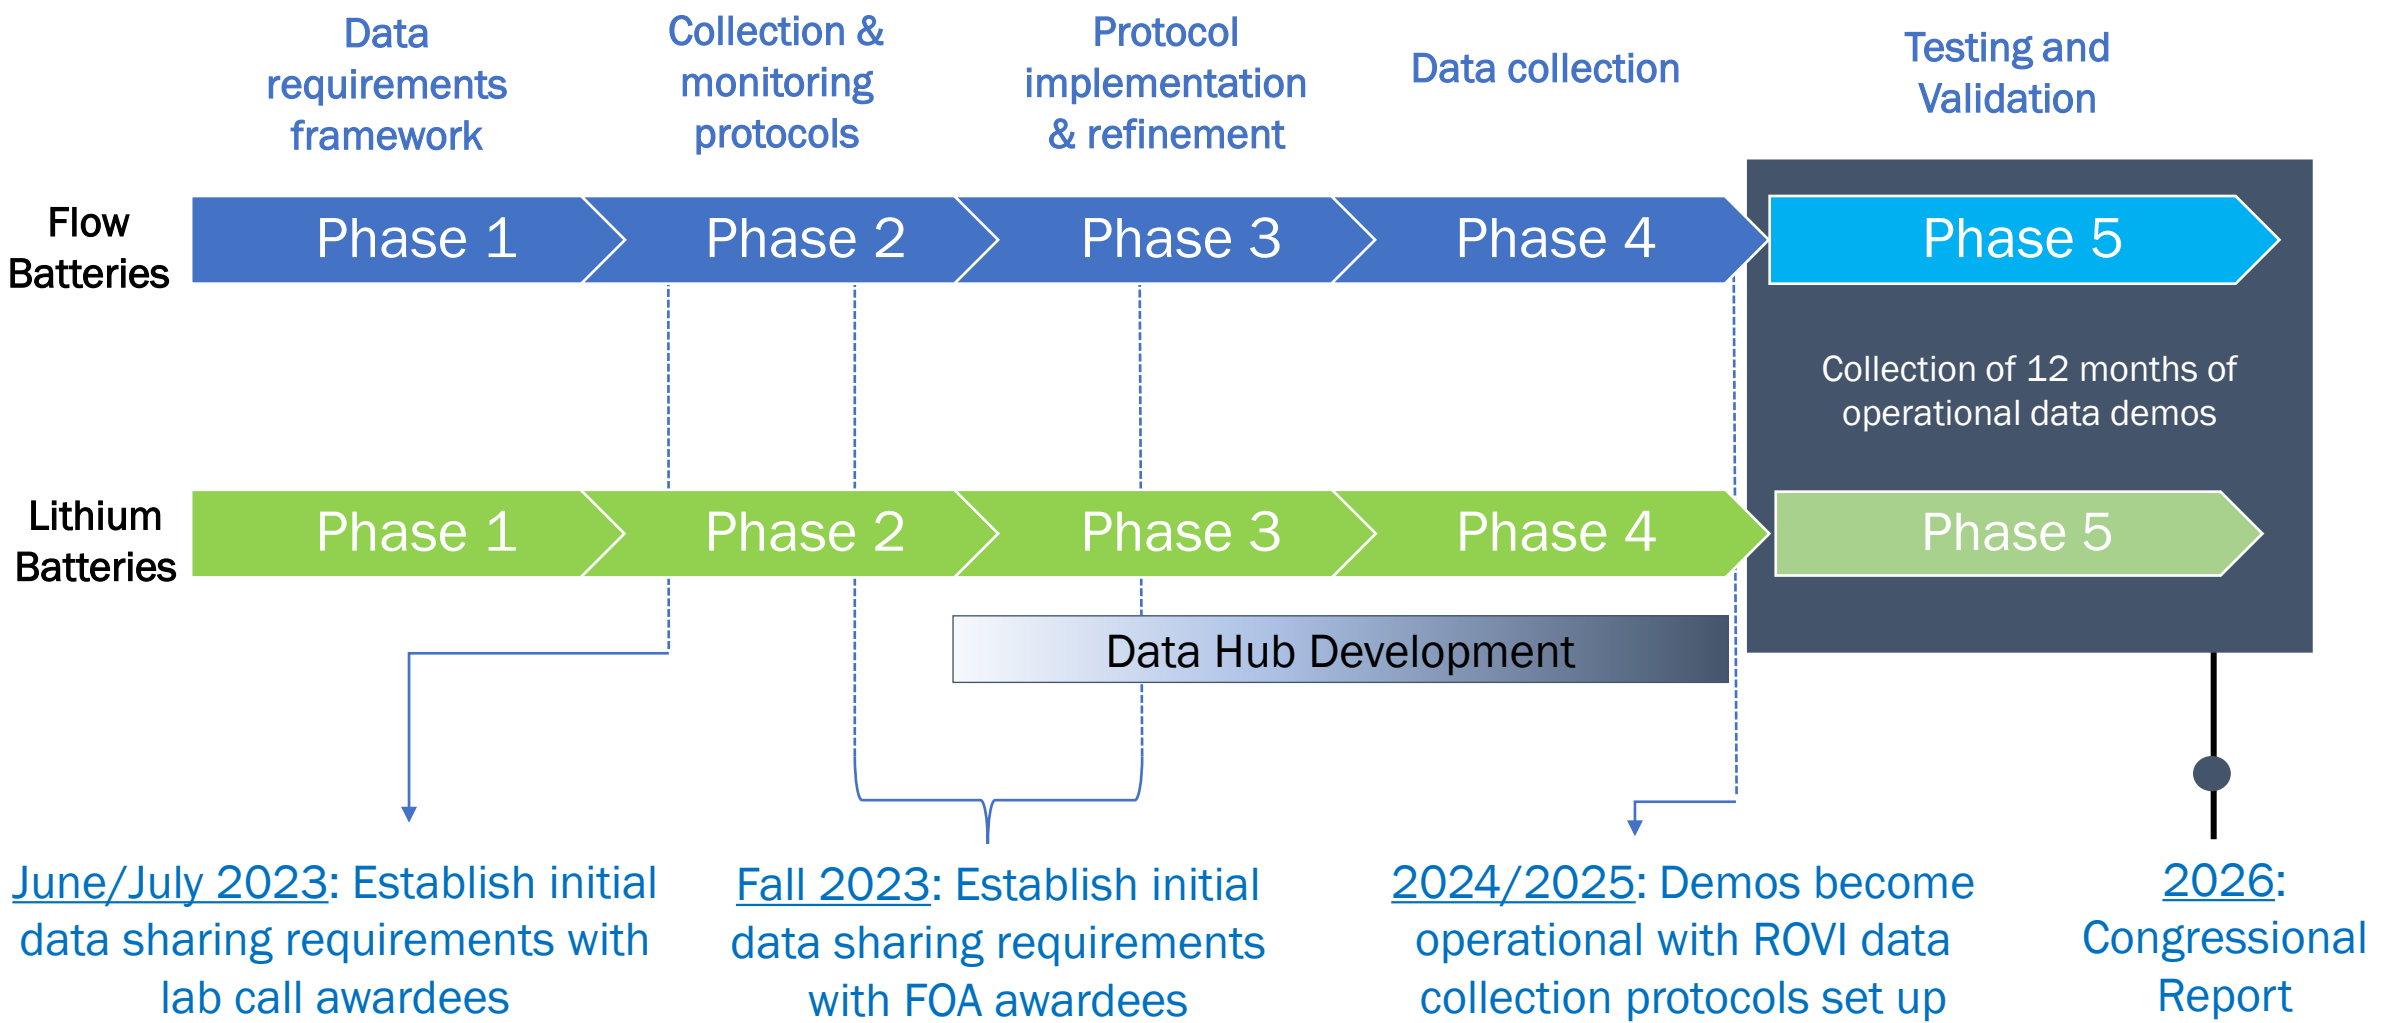 Data
requirements
framework
Collection &
monitoring
protocols
Protocol
implementation
& refinement
Data collection
Testing and
Validation
Flow
Batteries
Phase 1
Phase 2
Phase 3
Phase 4
Phase 5
Collection of 12 months of
operational data demos
Lithium
Batteries
Phase 1
Phase 2
Phase 3
Phase 4
Phase 5
Data Hub Development
June/July 2023: Establish initial
data sharing requirements with
lab call awardees
Fall 2023: Establish initial
data sharing requirements
with FOA awardees
2024/2025: Demos become
operational with ROVI data
collection protocols set up
2026:
Congressional
Report